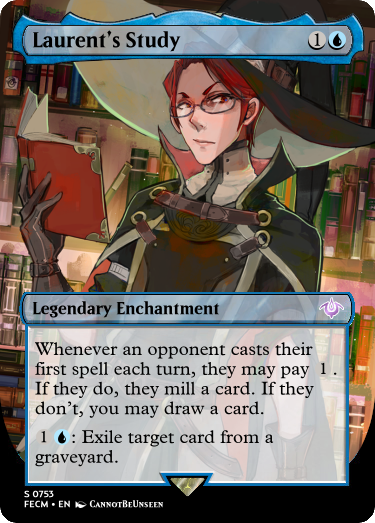 Laurent's Study 1
Legendary Enchantment
Whenever an opponent casts their
first spell each turn, they may pay 1 .
If they do, they mill a card. If they
don't, you may draw a card.
1 : Exile target card from a
graveyard.
S 0753
FECM • EN CannotBeUnseen